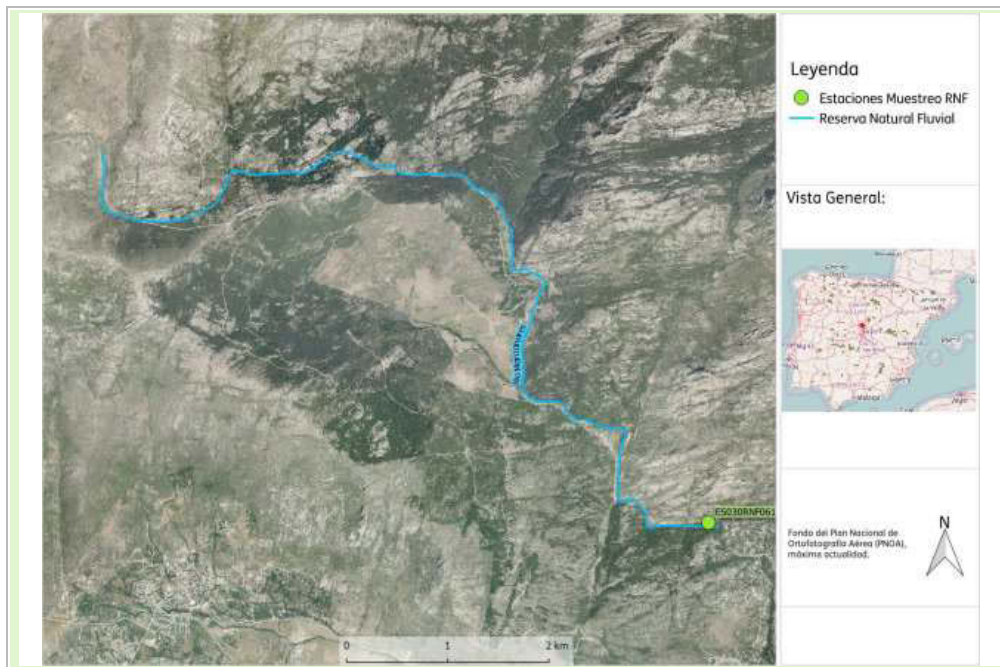 Leyenda
Estaciones Muestreo RNF
Reserva Natural Fluvial
Vista General:
ES030RNF061
Fondo del Plan Nacional de
Ortofotografía Aérea (PNOA),
máxima actualidad.
N
0 1 2 km